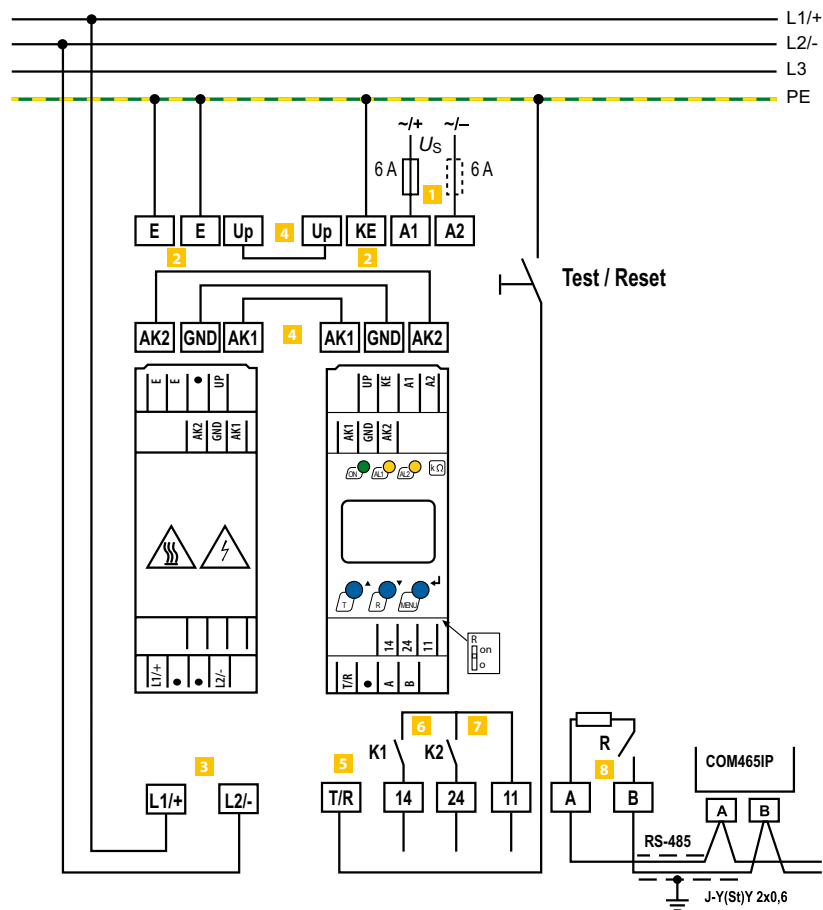 L1/+
L2/-
L3
PE
~/+ ~/–
US
6 A 6 A
1
E E Up 4 Up KE A1 A2
2 2
Test / Reset
AK2 GND AK1 4 AK1 GND AK2
E E UP
UP KE A1 A2
AK2 GND AK1
AK1 GND AK2
ON AL1 AL2 kΩ
T R MENU
R
on
o
14 24 11
L1/+ L2/-
T/R A B
6 7
K1 K2
R
3 5 8
COM465IP
L1/+ L2/- T/R 14 24 11 A B
A B
RS-485
J-Y(St)Y 2x0,6